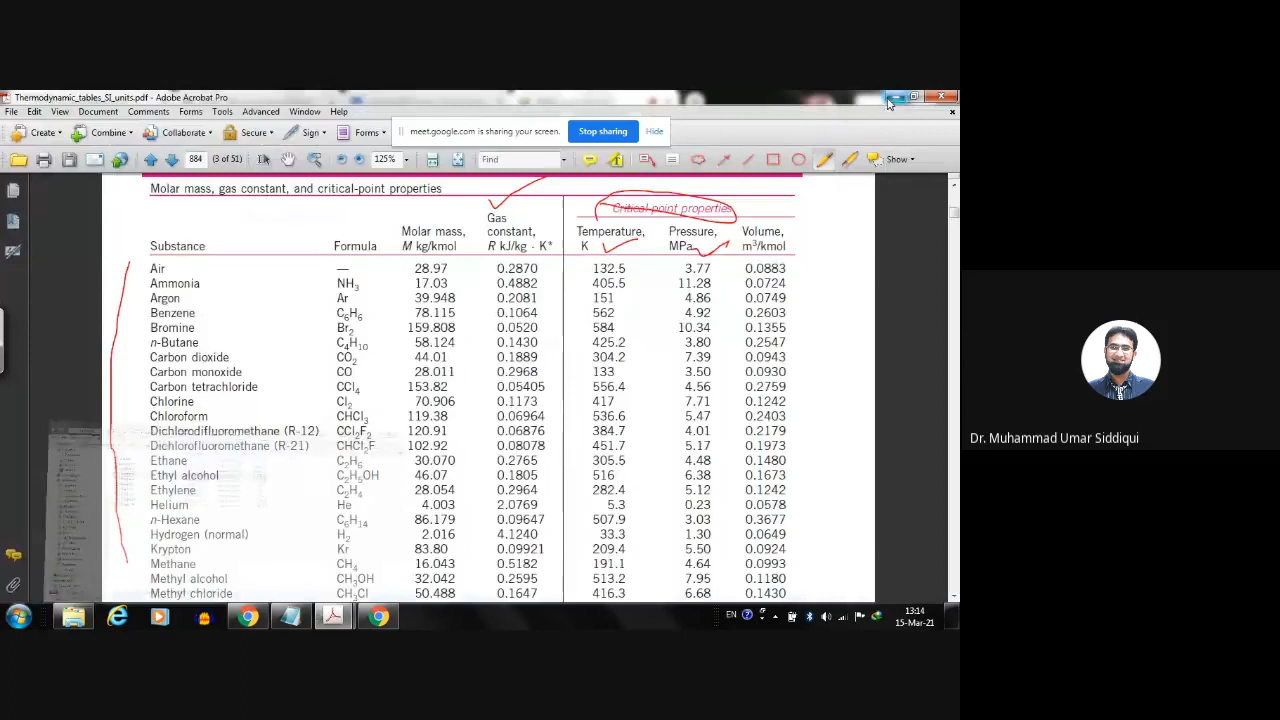 Thermodynamic_tables_SI_units.pdf - Adobe Acrobat Pro
File Edit View Document Comments Forms Tools Advanced Window Help
Create Combine Collaborate Secure Sign Forms
meet.google.com is sharing your screen. Stop sharing Hide
884 (3 of 51) 125% Find Show
Molar mass, gas constant, and critical-point properties
Critical-point properties
Substance Formula Molar mass, M kg/kmol Gas constant, R kJ/kg · K* Temperature, K Pressure, MPa Volume, m³/kmol
Air — 28.97 0.2870 132.5 3.77 0.0883
Ammonia NH₃ 17.03 0.4882 405.5 11.28 0.0724
Argon Ar 39.948 0.2081 151 4.86 0.0749
Benzene C₆H₆ 78.115 0.1064 562 4.92 0.2603
Bromine Br₂ 159.808 0.0520 584 10.34 0.1355
n-Butane C₄H₁₀ 58.124 0.1430 425.2 3.80 0.2547
Carbon dioxide CO₂ 44.01 0.1889 304.2 7.39 0.0943
Carbon monoxide CO 28.011 0.2968 133 3.50 0.0930
Carbon tetrachloride CCl₄ 153.82 0.05405 556.4 4.56 0.2759
Chlorine Cl₂ 70.906 0.1173 417 7.71 0.1242
Chloroform CHCl₃ 119.38 0.06964 536.6 5.47 0.2403
Dichlorodifluoromethane (R-12) CCl₂F₂ 120.91 0.06876 384.7 4.01 0.2179
Dichlorofluoromethane (R-21) CHCl₂F 102.92 0.08078 451.7 5.17 0.1973
Ethane C₂H₆ 30.070 0.2765 305.5 4.48 0.1480
Ethyl alcohol C₂H₅OH 46.07 0.1805 516 6.38 0.1673
Ethylene C₂H₄ 28.054 0.2964 282.4 5.12 0.1242
Helium He 4.003 2.0769 5.3 0.23 0.0578
n-Hexane C₆H₁₄ 86.179 0.09647 507.9 3.03 0.3677
Hydrogen (normal) H₂ 2.016 4.1240 33.3 1.30 0.0649
Krypton Kr 83.80 0.09921 209.4 5.50 0.0924
Methane CH₄ 16.043 0.5182 191.1 4.64 0.0993
Methyl alcohol CH₃OH 32.042 0.2595 513.2 7.95 0.1180
Methyl chloride CH₃Cl 50.488 0.1647 416.3 6.68 0.1430
EN 13:14
15-Mar-21
Dr. Muhammad Umar Siddiqui